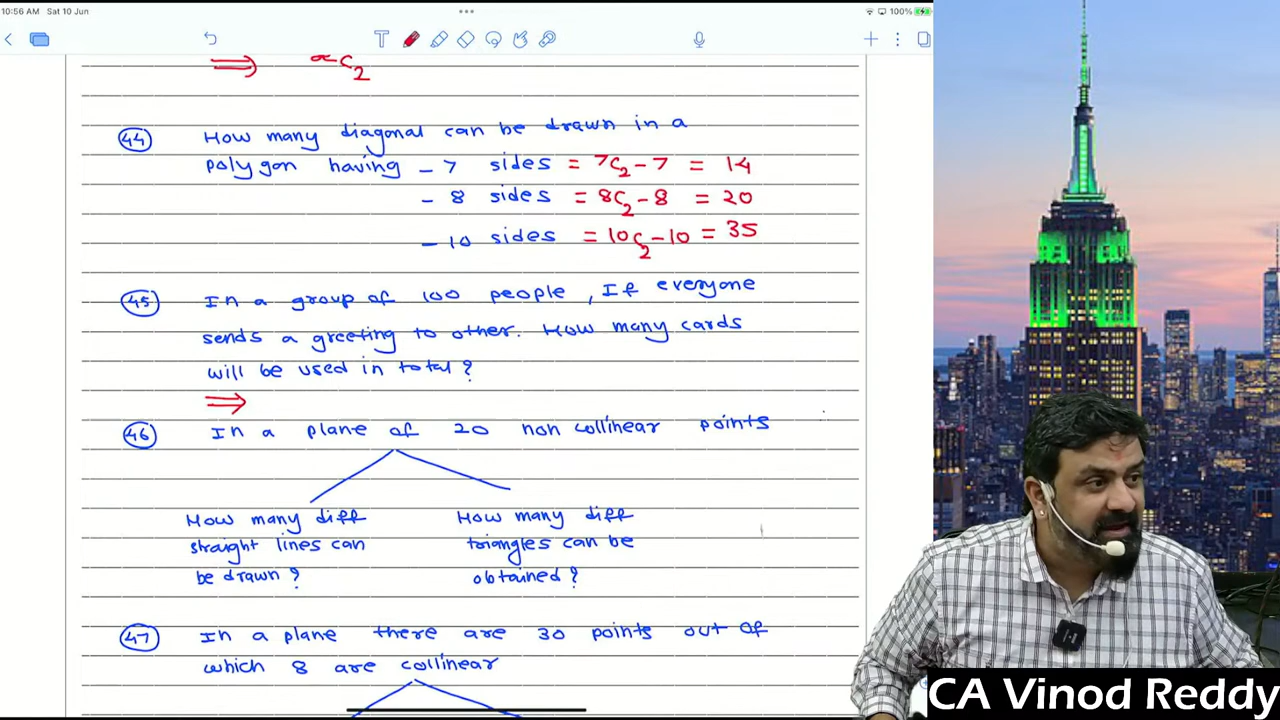 10:56 AM Sat 10 Jun
100%
⇒ xC2
44 How many diagonal can be drawn in a
polygon having - 7 sides = 7C2 - 7 = 14
- 8 sides = 8C2 - 8 = 20
- 10 sides = 10C2 - 10 = 35
45 In a group of 100 people, If everyone
sends a greeting to other. How many cards
will be used in total?
⇒
46 In a plane of 20 non collinear points
How many diff
straight lines can
be drawn?
How many diff
triangles can be
obtained?
47 In a plane there are 30 points out of
which 8 are collinear
CA Vinod Reddy